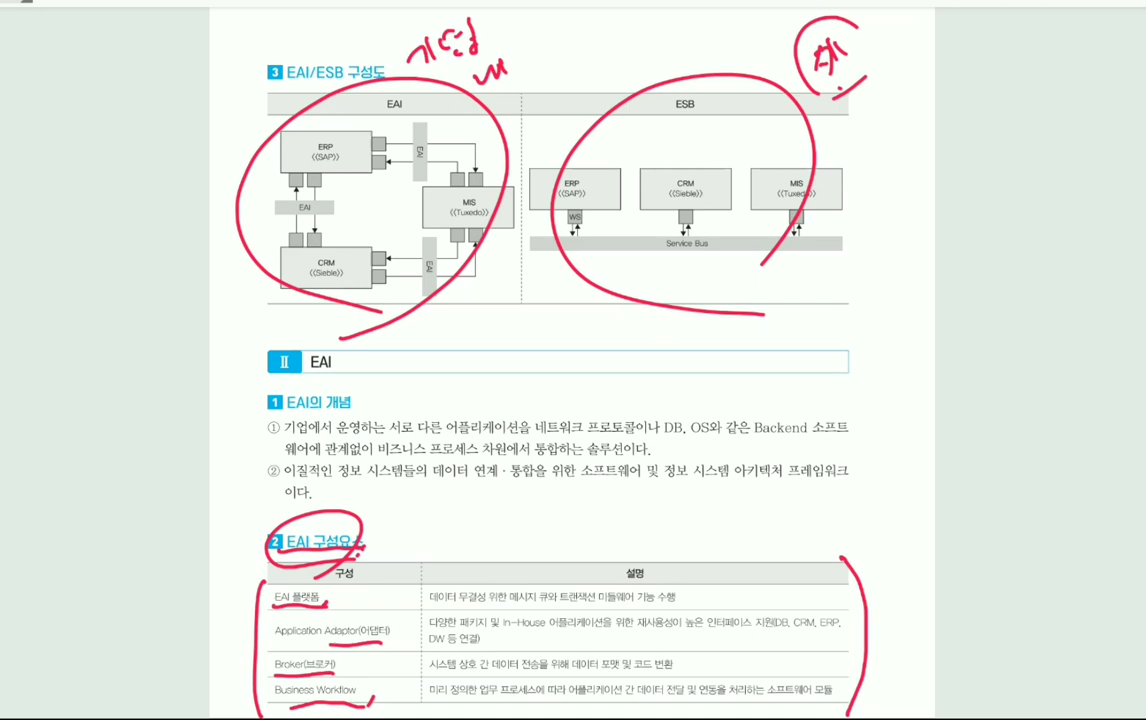 3 EAI/ESB 구성도
EAI
ESB
ERP
《SAP》
EAI
EAI
MIS
《Tuxedo》
CRM
《Sieble》
EAI
ERP
《SAP》
WS
CRM
《Sieble》
MIS
《Tuxedo》
Service Bus
Ⅱ EAI
1 EAI의 개념
① 기업에서 운영하는 서로 다른 어플리케이션을 네트워크 프로토콜이나 DB, OS와 같은 Backend 소프트
웨어에 관계없이 비즈니스 프로세스 차원에서 통합하는 솔루션이다.
② 이질적인 정보 시스템들의 데이터 연계·통합을 위한 소프트웨어 및 정보 시스템 아키텍처 프레임워크
이다.
2 EAI 구성요소
구성 설명
EAI 플랫폼 데이터 무결성 위한 메시지 큐와 트랜잭션 미들웨어 기능 수행
Application Adaptor(어댑터) 다양한 패키지 및 In-House 어플리케이션을 위한 재사용성이 높은 인터페이스 지원(DB, CRM, ERP,
DW 등 연결)
Broker(브로커) 시스템 상호 간 데이터 전송을 위해 데이터 포맷 및 코드 변환
Business Workflow 미리 정의한 업무 프로세스에 따라 어플리케이션 간 데이터 전달 및 연동을 처리하는 소프트웨어 모듈